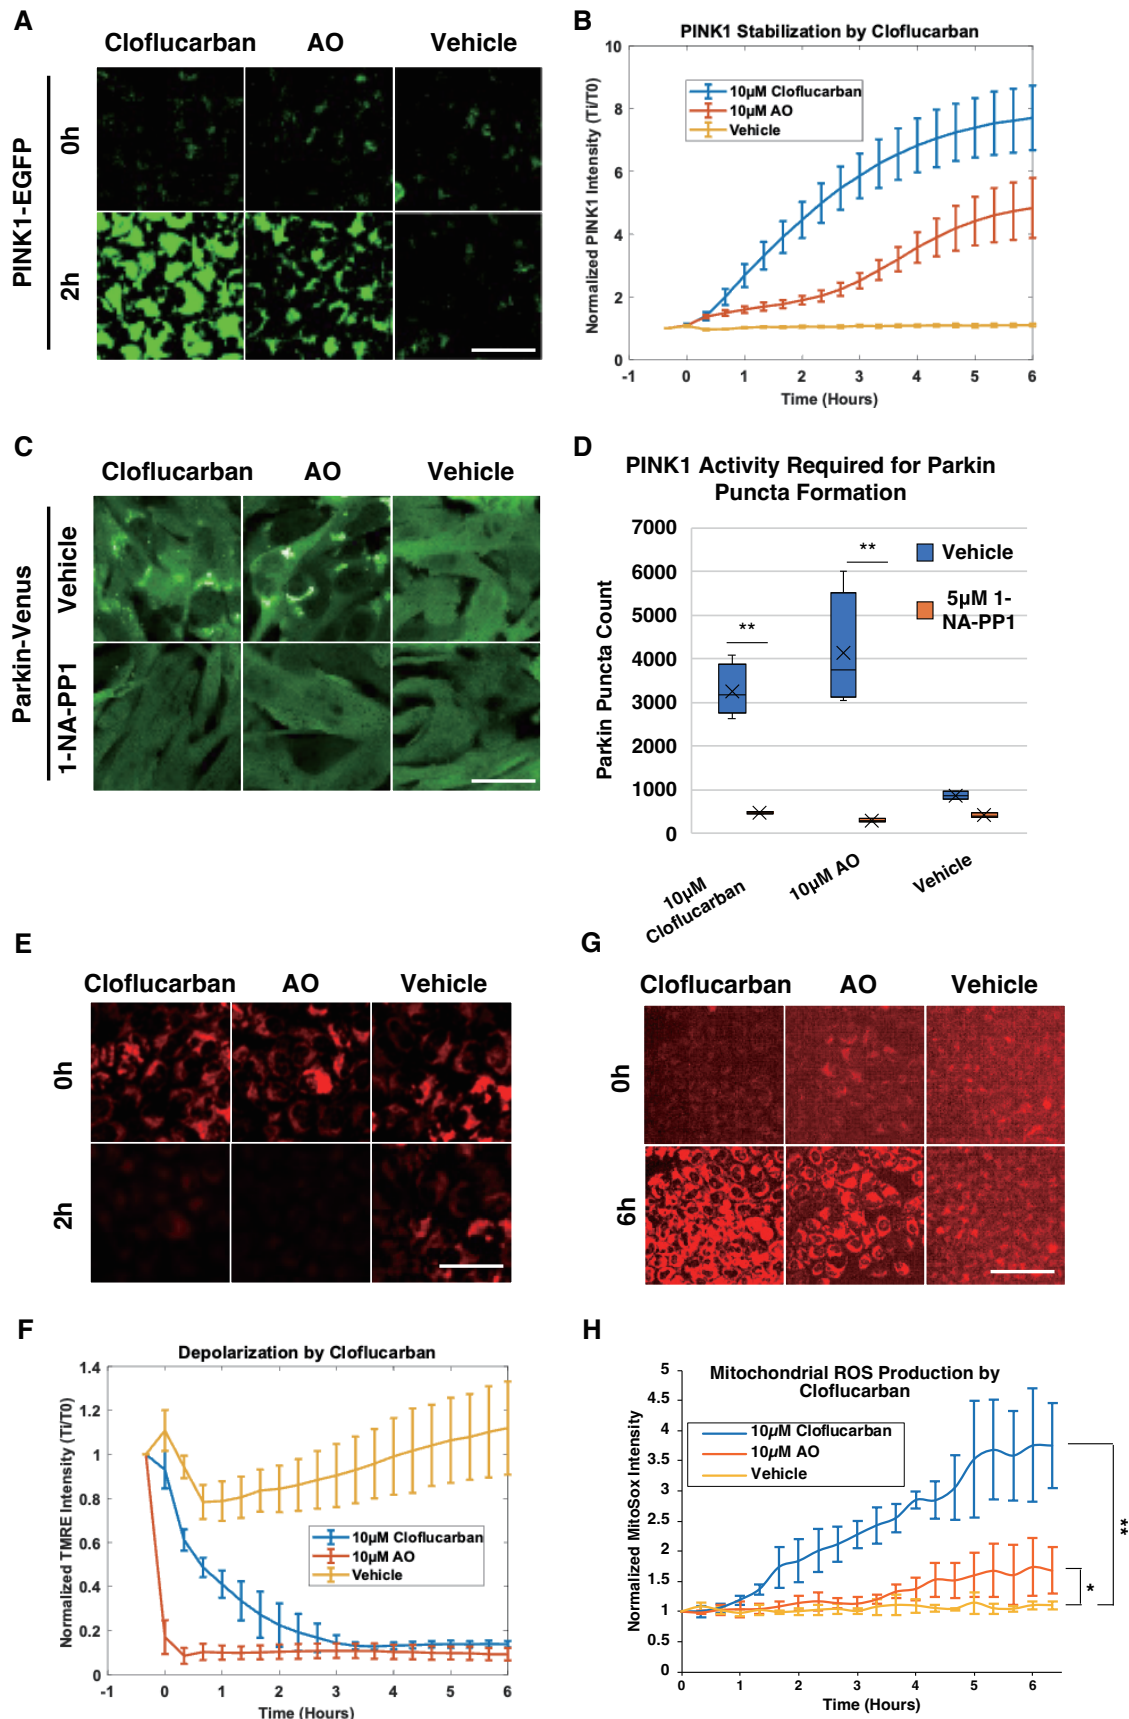 A
Cloflucarban AO Vehicle
PINK1-EGFP
0h
2h
B
PINK1 Stabilization by Cloflucarban
Normalized PINK1 Intensity (Ti/T0)
10
8
6
4
2
0
10µM Cloflucarban
10µM AO
Vehicle
-1 0 1 2 3 4 5 6
Time (Hours)
C
Cloflucarban AO Vehicle
Parkin-Venus
Vehicle
1-NA-PP1
D
PINK1 Activity Required for Parkin
Puncta Formation
Parkin Puncta Count
7000
6000
5000
4000
3000
2000
1000
0
**
**
Vehicle
5µM 1-
NA-PP1
10µM
Cloflucarban
10µM AO
Vehicle
E
Cloflucarban AO Vehicle
0h
2h
G
Cloflucarban AO Vehicle
0h
6h
F
Depolarization by Cloflucarban
Normalized TMRE Intensity (Ti/T0)
1.4
1.2
1
0.8
0.6
0.4
0.2
0
10µM Cloflucarban
10µM AO
Vehicle
-1 0 1 2 3 4 5 6
Time (Hours)
H
Mitochondrial ROS Production by
Cloflucarban
Normalized MitoSox Intensity
5
4.5
4
3.5
3
2.5
2
1.5
1
0.5
0
10µM Cloflucarban
10µM AO
Vehicle
*
**
0 1 2 3 4 5 6
Time (Hours)